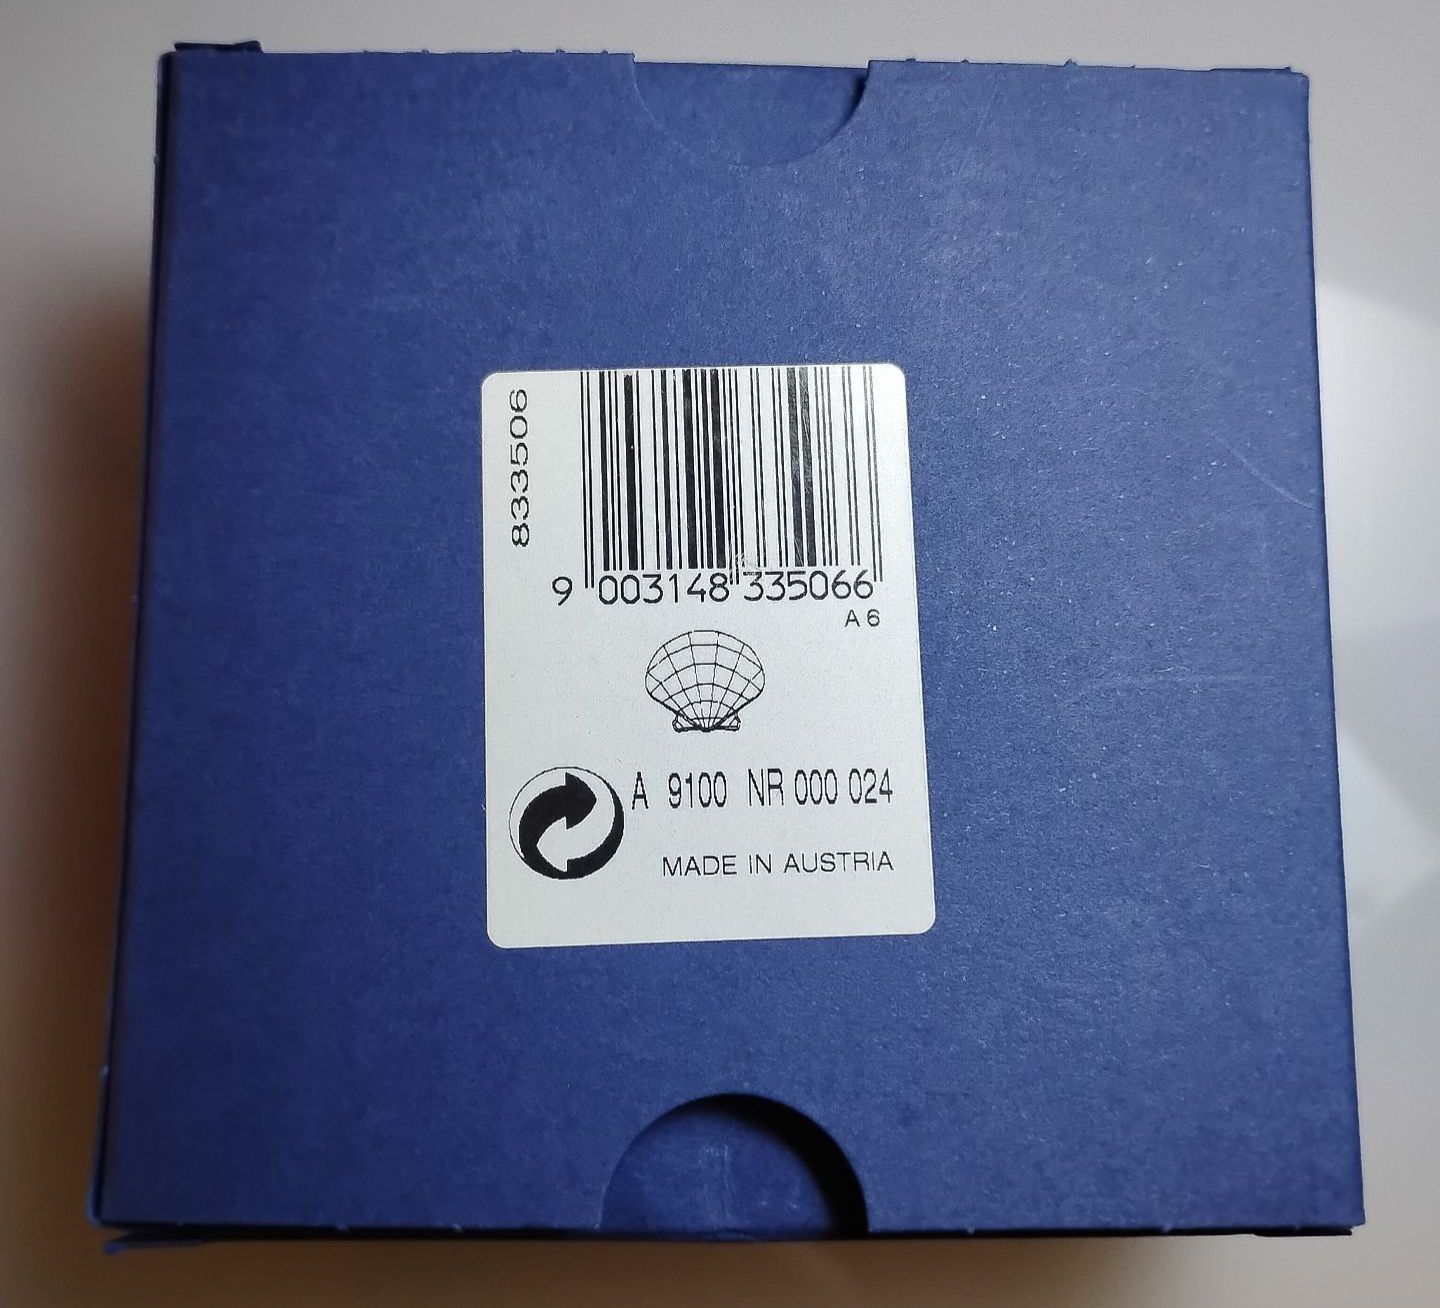 833506
9 003148 335066
A 6
A 9100 NR 000 024
MADE IN AUSTRIA